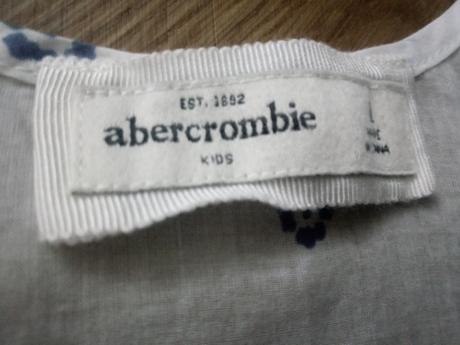 EST. 1892
abercrombie
KIDS
L